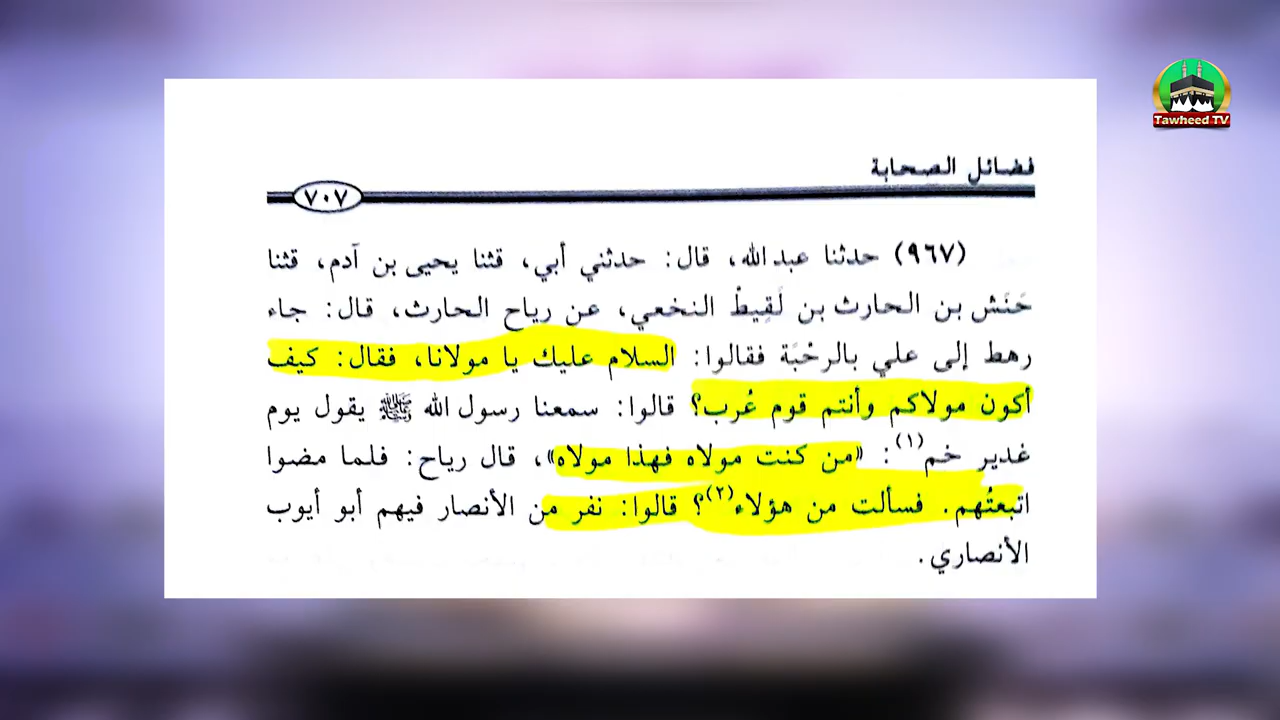 Tawheed TV
فضائل الصحابة
٧٠٧
(٩٦٧) حدثنا عبد الله، قال: حدثني أبي، قثنا يحيى بن آدم، قثنا
حَنَش بن الحارث بن لَقِيطْ النخعي، عن رياح الحارث، قال: جاء
رهط إلى علي بالرحْبَة فقالوا: السلام عليك يا مولانا، فقال: كيف
أكون مولاكم وأنتم قوم عُرب؟ قالوا: سمعنا رسول الله ﷺ يقول يوم
غدير خم(١): «من كنت مولاه فهذا مولاه»، قال رياح: فلما مضوا
اتبعتُهم. فسألت من هؤلاء(٢)؟ قالوا: نفر من الأنصار فيهم أبو أيوب
الأنصاري.